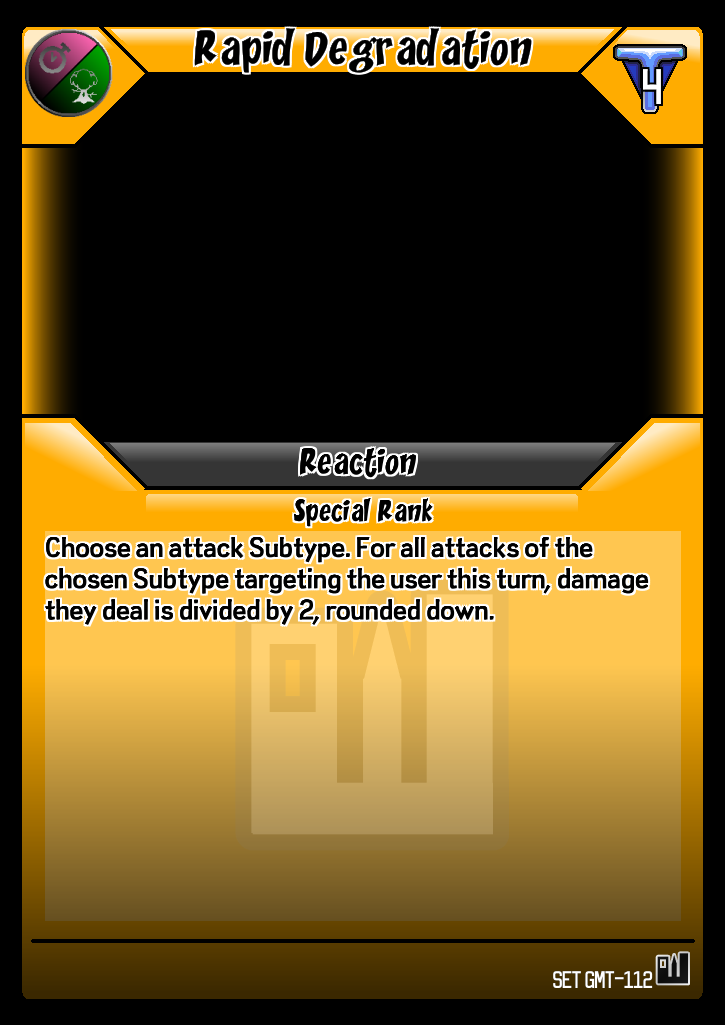 Rapid Degradation
4
Reaction
Special Rank
Choose an attack Subtype. For all attacks of the
chosen Subtype targeting the user this turn, damage
they deal is divided by 2, rounded down.
SET GMT-112